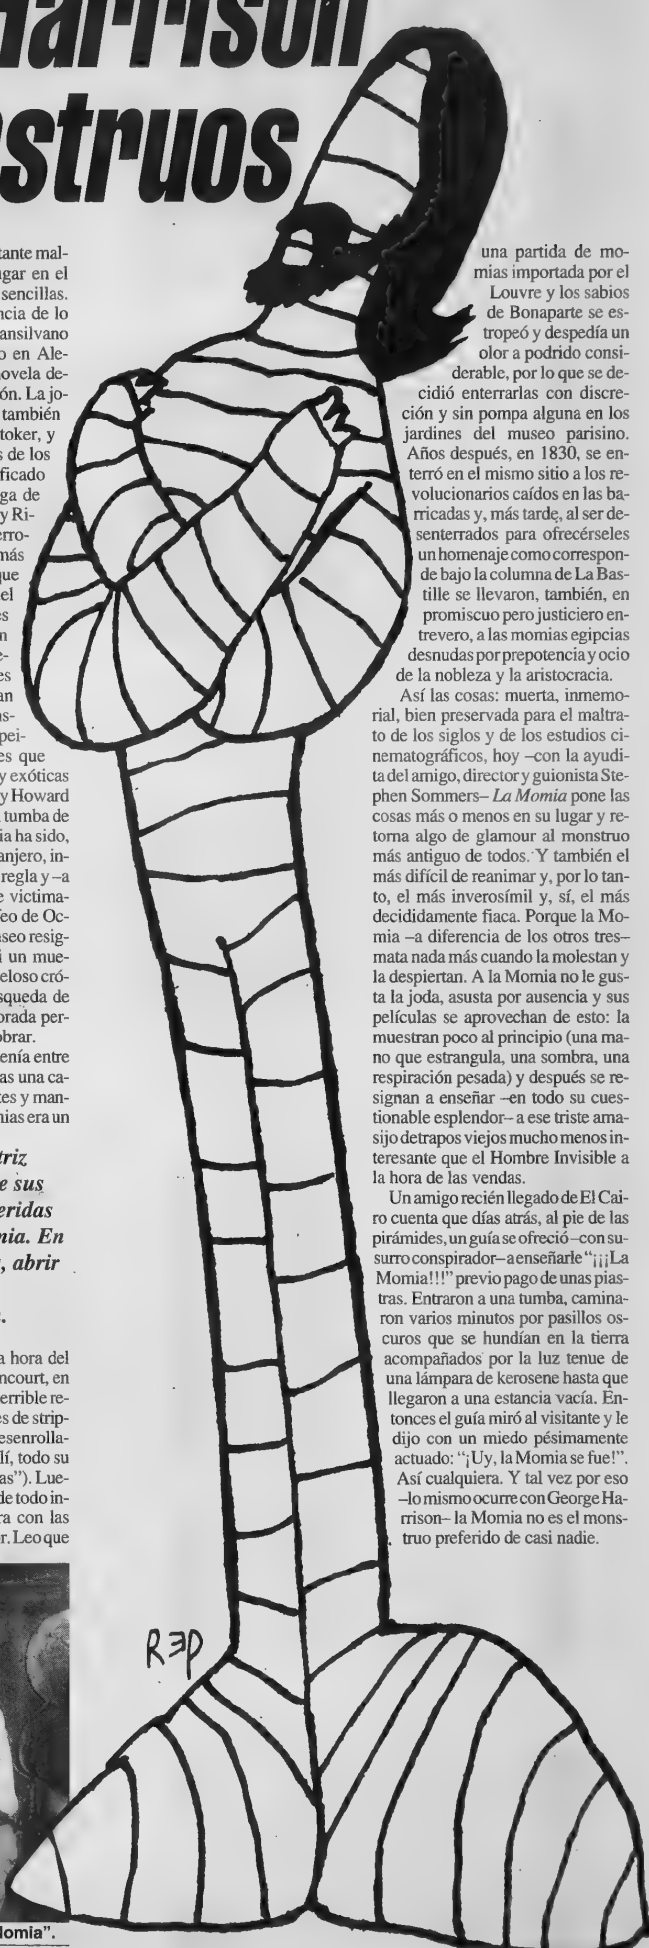 Harrison
struos
tante mal-
ugar en el
sencillas.
ncia de lo
ansilvano
o en Ale-
novela de-
ón. La jo-
también
toker, y
s de los
ficado
ga de
y Ri-
erro-
más
que
el
es
n
e-
es
an
as-
pei-
es que
y exóticas
y Howard
tumba de
ia ha sido,
anjero, in-
regla y –a
e victima-
feo de Oc-
aseo resig-
i un mue-
eloso cró-
squeda de
orada per-
obrar.
enía entre
as una ca-
tes y man-
nias era un
triz
e sus
eridas
nia. En
, abrir
.
a hora del
ncourt, en
errible re-
es de strip-
esenrolla-
lí, todo su
as"). Lue-
de todo in-
ra con las
r. Leo que
lomia".
una partida de mo-
mias importada por el
Louvre y los sabios
de Bonaparte se es-
tropeó y despedía un
olor a podrido consi-
derable, por lo que se de-
cidió enterrarlas con discre-
ción y sin pompa alguna en los
jardines del museo parisino.
Años después, en 1830, se en-
terró en el mismo sitio a los re-
volucionarios caídos en las ba-
rricadas y, más tarde, al ser de-
senterrados para ofrecérseles
un homenaje como correspon-
de bajo la columna de La Bas-
tille se llevaron, también, en
promiscuo pero justiciero en-
trevero, a las momias egipcias
desnudas por prepotencia y ocio
de la nobleza y la aristocracia.
Así las cosas: muerta, inmemo-
rial, bien preservada para el maltra-
to de los siglos y de los estudios ci-
nematográficos, hoy –con la ayudi-
ta del amigo, director y guionista Ste-
phen Sommers– La Momia pone las
cosas más o menos en su lugar y re-
torna algo de glamour al monstruo
más antiguo de todos. Y también el
más difícil de reanimar y, por lo tan-
to, el más inverosímil y, sí, el más
decididamente fiaca. Porque la Mo-
mia –a diferencia de los otros tres–
mata nada más cuando la molestan y
la despiertan. A la Momia no le gus-
ta la joda, asusta por ausencia y sus
películas se aprovechan de esto: la
muestran poco al principio (una ma-
no que estrangula, una sombra, una
respiración pesada) y después se re-
signan a enseñar –en todo su cues-
tionable esplendor– a ese triste ama-
sijo de trapos viejos mucho menos in-
teresante que el Hombre Invisible a
la hora de las vendas.
Un amigo recién llegado de El Cai-
ro cuenta que días atrás, al pie de las
pirámides, un guía se ofreció –con su-
surro conspirador– a enseñarle "¡¡¡La
Momia!!!" previo pago de unas pias-
tras. Entraron a una tumba, camina-
ron varios minutos por pasillos os-
curos que se hundían en la tierra
acompañados por la luz tenue de
una lámpara de kerosene hasta que
llegaron a una estancia vacía. En-
tonces el guía miró al visitante y le
dijo con un miedo pésimamente
actuado: "¡Uy, la Momia se fue!".
Así cualquiera. Y tal vez por eso
–lo mismo ocurre con George Ha-
rrison– la Momia no es el mons-
truo preferido de casi nadie.
REP